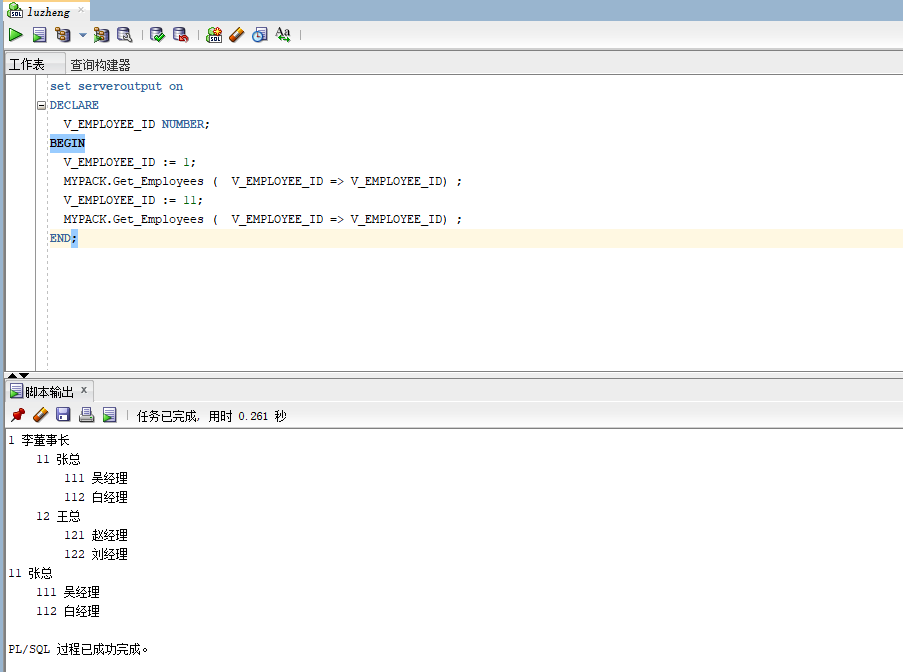 luzheng
Aa
工作表 查询构建器
set serveroutput on
DECLARE
  V_EMPLOYEE_ID NUMBER;
BEGIN
  V_EMPLOYEE_ID := 1;
  MYPACK.Get_Employees (  V_EMPLOYEE_ID => V_EMPLOYEE_ID) ;
  V_EMPLOYEE_ID := 11;
  MYPACK.Get_Employees (  V_EMPLOYEE_ID => V_EMPLOYEE_ID) ;
END;
脚本输出 x
任务已完成, 用时 0.261 秒
1 李董事长
    11 张总
        111 吴经理
        112 白经理
    12 王总
        121 赵经理
        122 刘经理
11 张总
    111 吴经理
    112 白经理
PL/SQL 过程已成功完成。